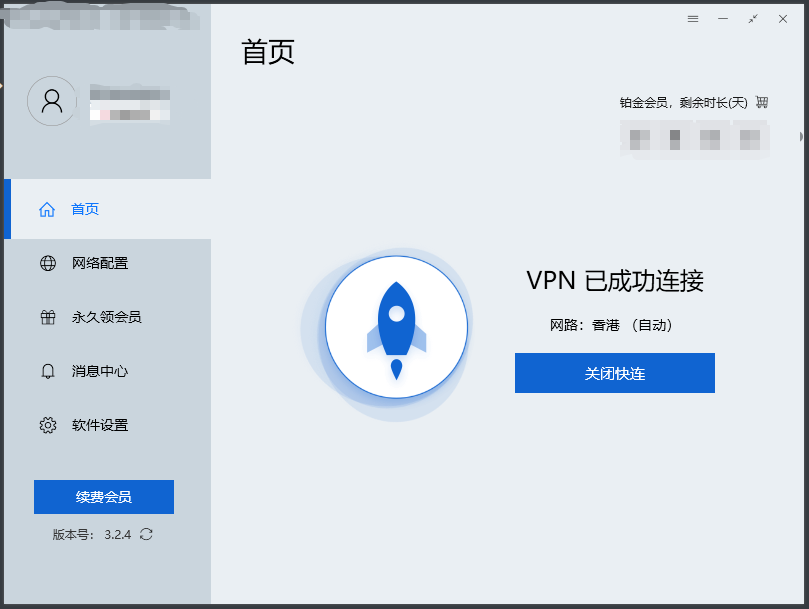 首页
铂金会员，剩余时长(天)
首页
网络配置
永久领会员
消息中心
软件设置
续费会员
版本号： 3.2.4
VPN 已成功连接
网路：香港 （自动）
关闭快连